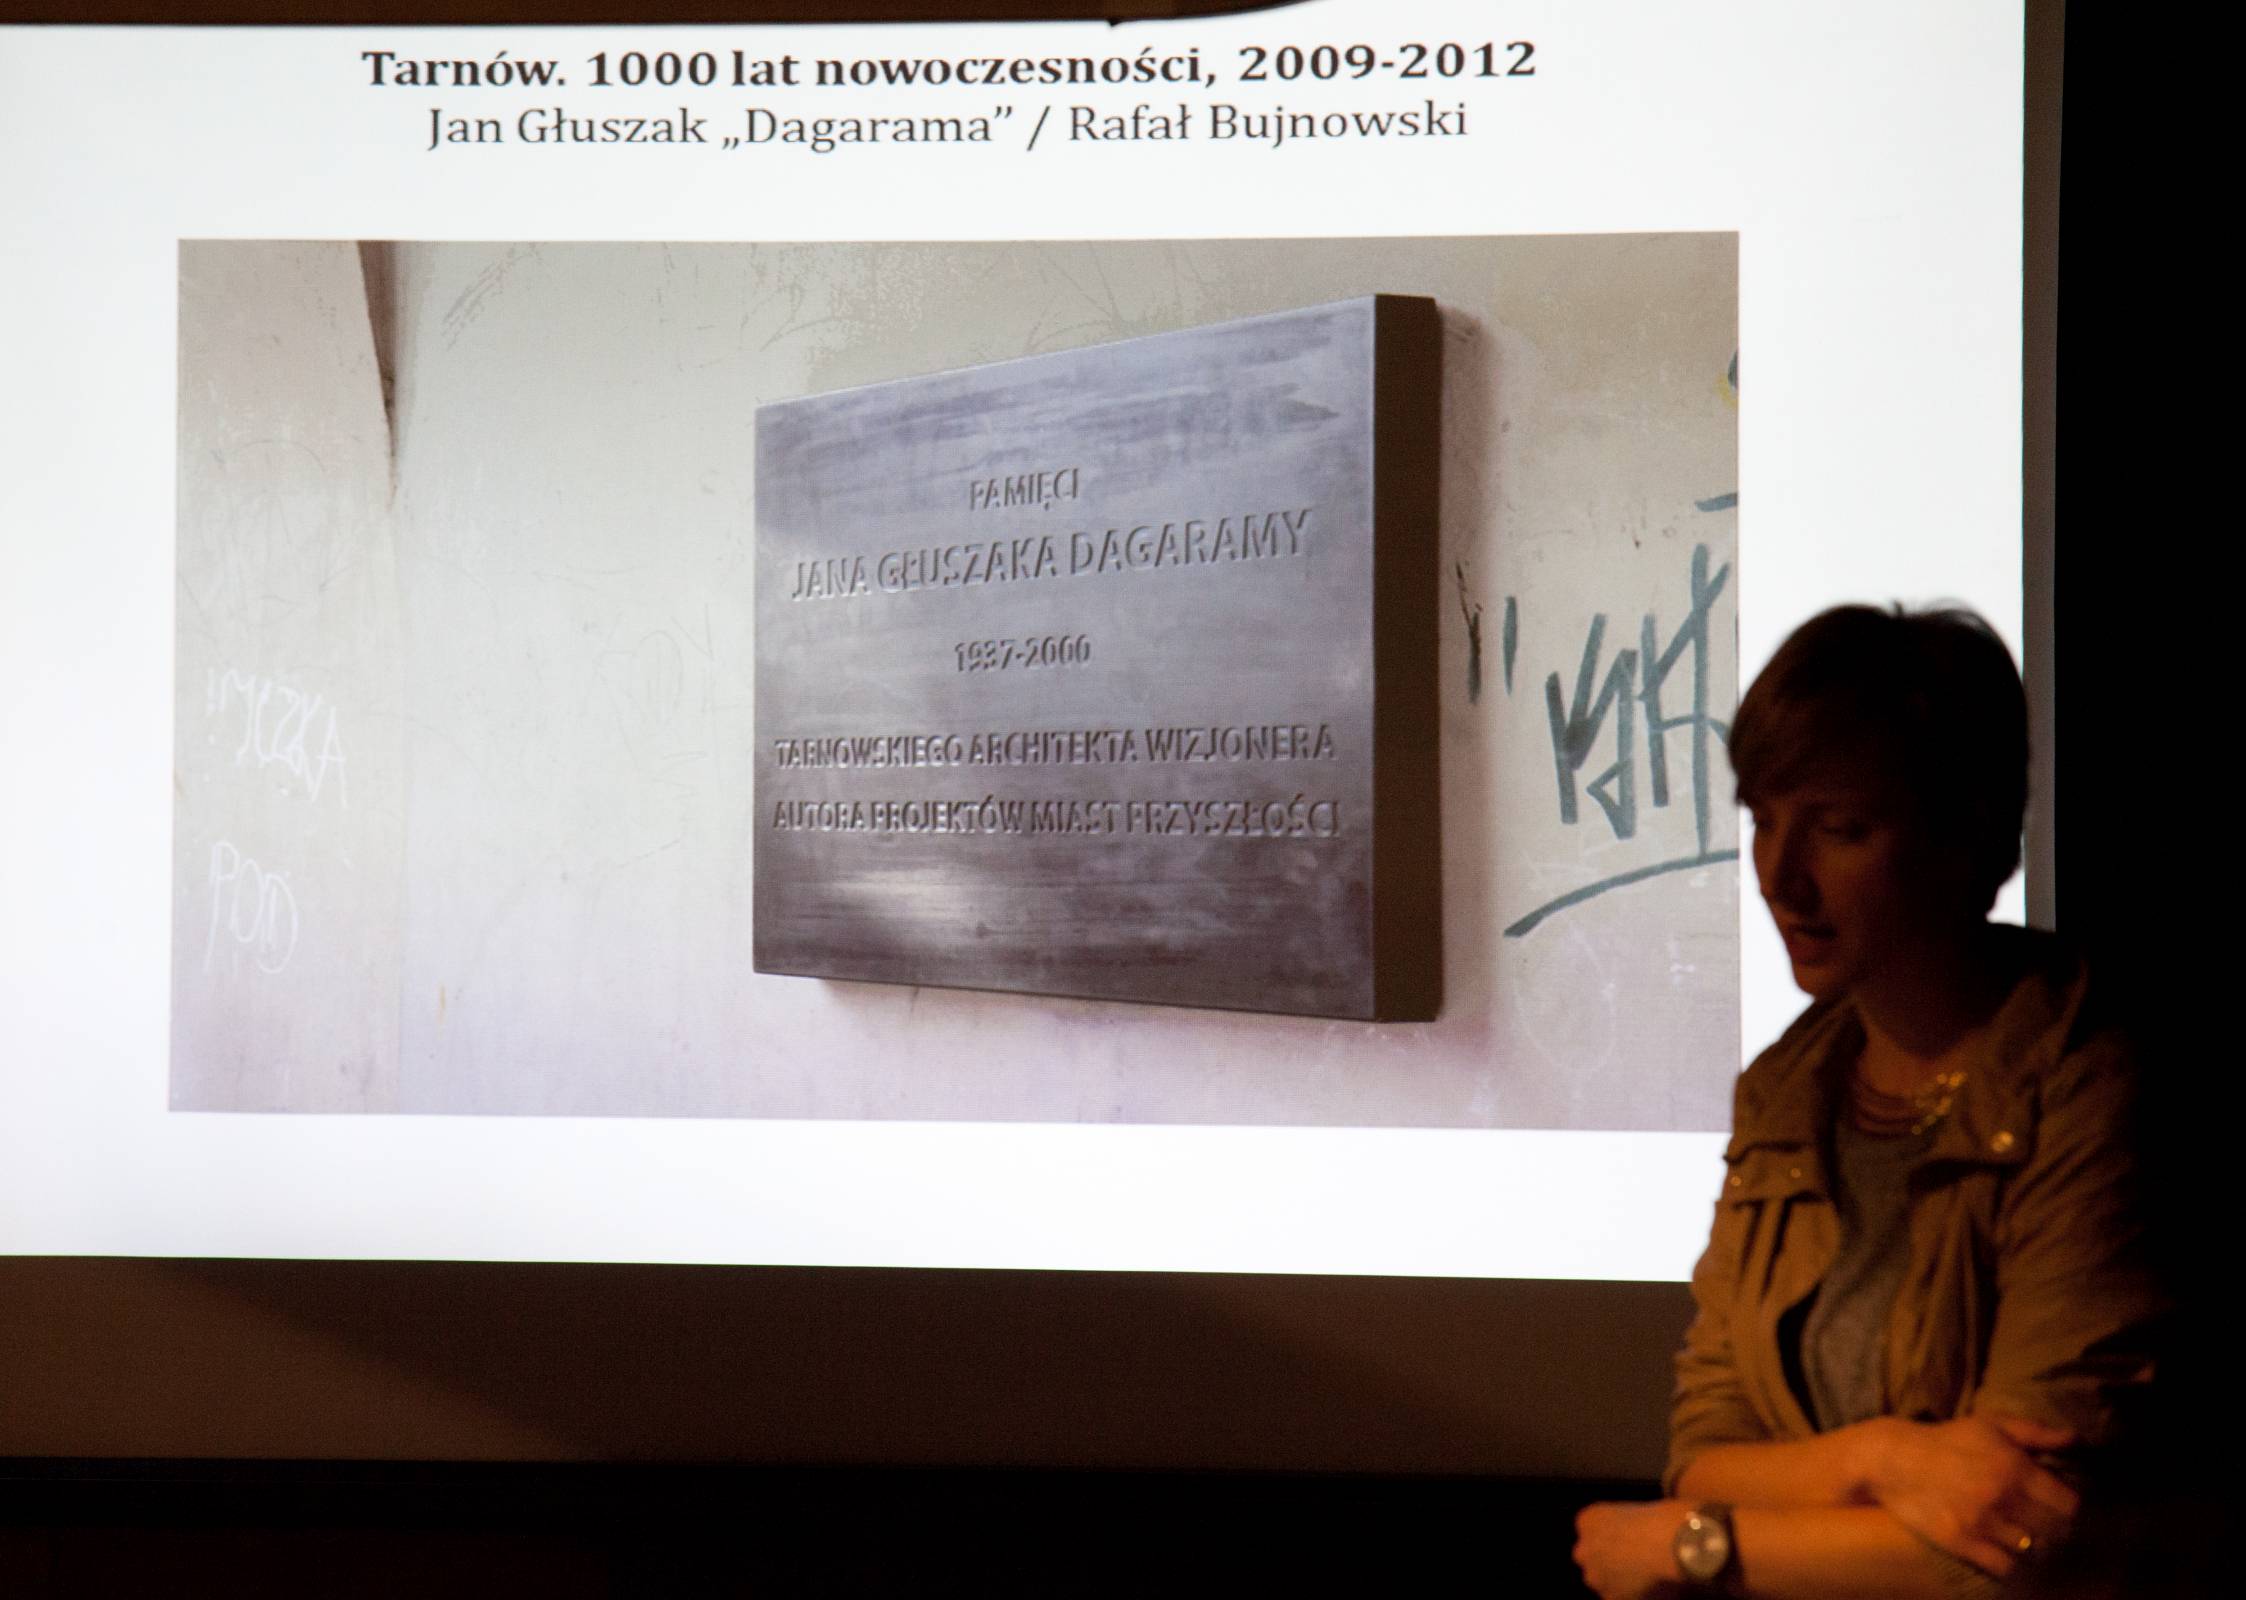 Tarnów. 1000 lat nowoczesności, 2009-2012
Jan Głuszak „Dagarama” / Rafał Bujnowski
PAMIĘCI
JANA GŁUSZAKA DAGARAMY
1937-2000
TARNOWSKIEGO ARCHITEKTA WIZJONERA
AUTORA PROJEKTÓW MIAST PRZYSZŁOŚCI
POD